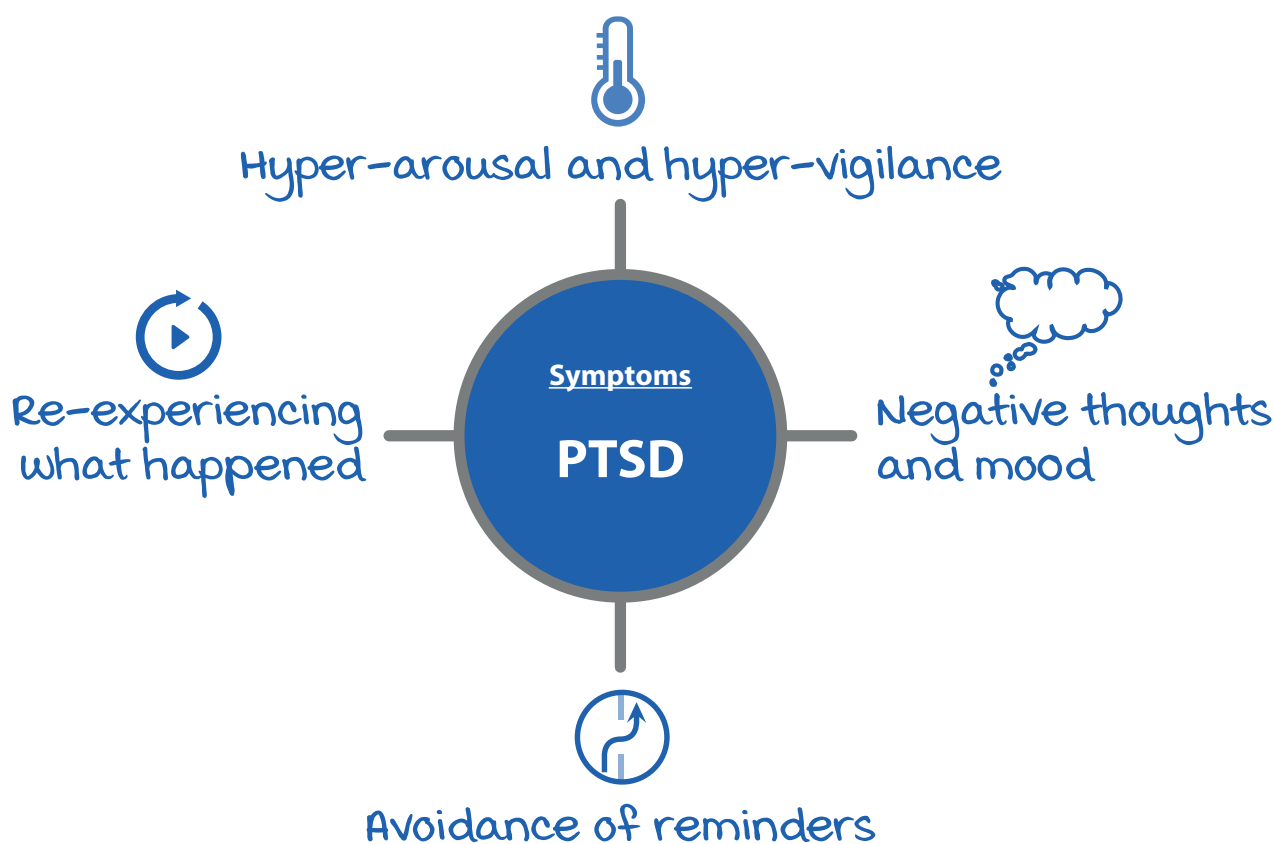 Hyper-arousal and hyper-vigilance
Symptoms
PTSD
Re-experiencing
what happened
Negative thoughts
and mood
Avoidance of reminders